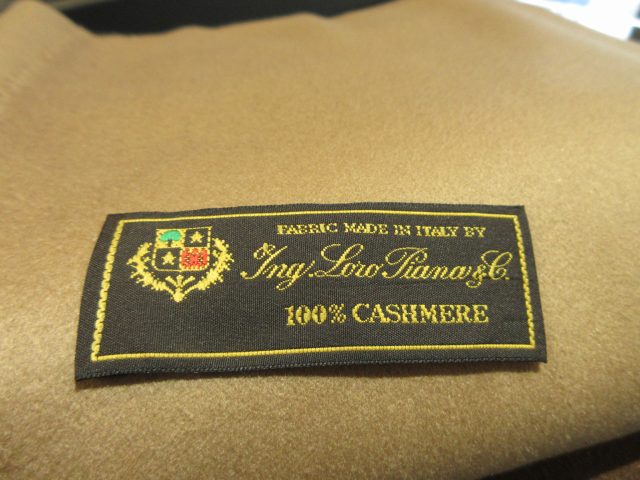 FABRIC MADE IN ITALY BY
Ing. Loro Piana & C.
100% CASHMERE